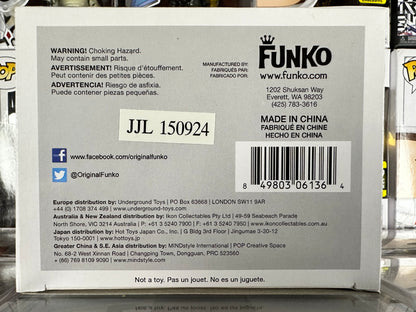 WARNING! Choking Hazard.
May contain small parts.
AVERTISSEMENT! Risque d'étouffement.
Peut contenir des petites pièces.
ADVERTENCIA! Riesgo de asfixia.
Puede contener piezas pequeñas.
MANUFACTURED BY:
FABRIQUÉS PAR:
FABRICADO POR:
FUNKO
www.funko.com
1202 Shuksan Way
Everett, WA 98203
(425) 783-3616
MADE IN CHINA
FABRIQUÉ EN CHINE
HECHO EN CHINA
JJL 150924
www.facebook.com/originalfunko
@OriginalFunko
8 49803 06136 4
Europe distribution by: Underground Toys | PO Box 63668 | LONDON SW11 9AR
+44 (0) 1708 374 499 | www.underground-toys.com
Australia & New Zealand distribution by: Ikon Collectables Pty Ltd | 49-59 Seabeach Parade
North Shore, VIC 3214 Australia | P +61 3 5240 7900 | F +61 3 5240 7999 | www.ikoncollectables.com.au
Japan distribution by: Hot Toys Japan Co., Inc. | G Bldg 3rd Floor | Jingumae 3-30-12
Tokyo 150-0001 | www.hottoys.jp
Greater China & S.E. Asia distribution by: MINDstyle International | POP Creative Space
No. 68-2 West Xinnan Road | Changping Town, Dongguan, PRC 523560
+ (86) 769 8109 9090 | www.mindstyle.com
Not a toy. Pas un jouet. No es un juguete.